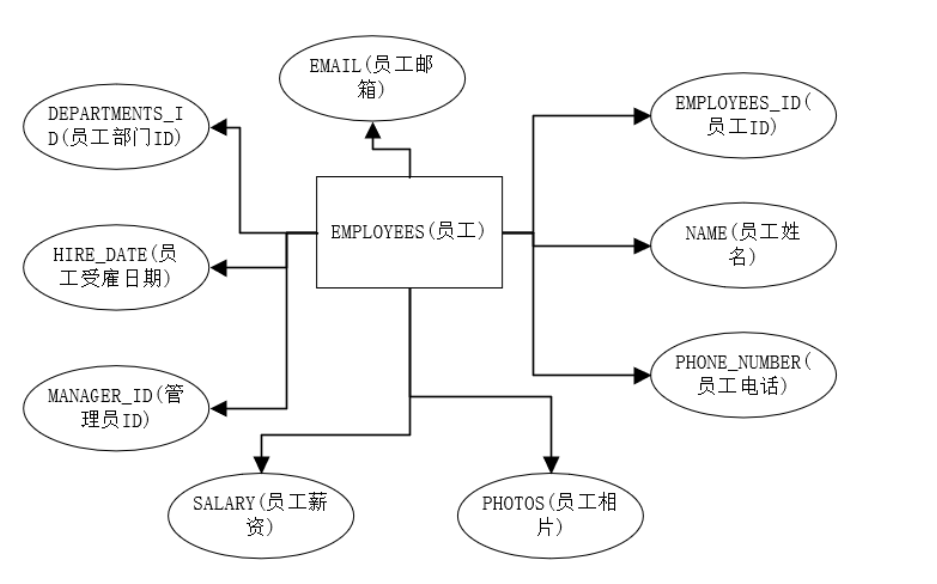 EMAIL(员工邮
箱)
DEPARTMENTS_I
D(员工部门ID)
EMPLOYEES_ID(
员工ID)
EMPLOYEES(员工)
NAME(员工姓
名)
HIRE_DATE(员
工受雇日期)
PHONE_NUMBER(
员工电话)
MANAGER_ID(管
理员ID)
SALARY(员工薪
资)
PHOTOS(员工相
片)